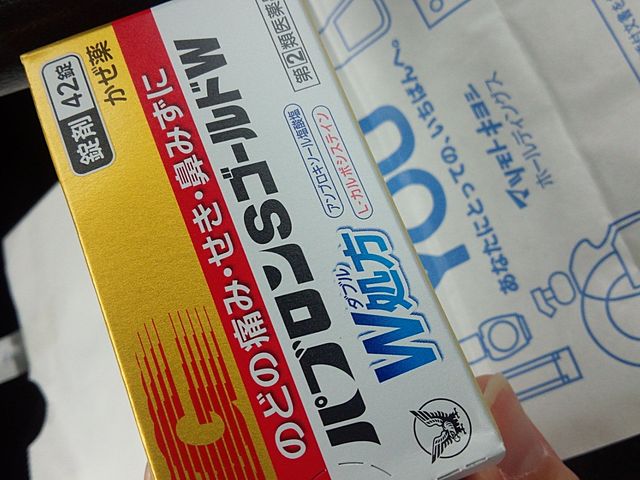 錠剤 42錠
かぜ薬
のどの痛み・せき・鼻みずに
第②類医薬
パブロンSゴールドW
アンブロキソール塩酸塩
L-カルボシステイン
ダブル
W処方
YOU
あなたにとっての、いちばんへ。
マツモトキヨシ
ホールディングス